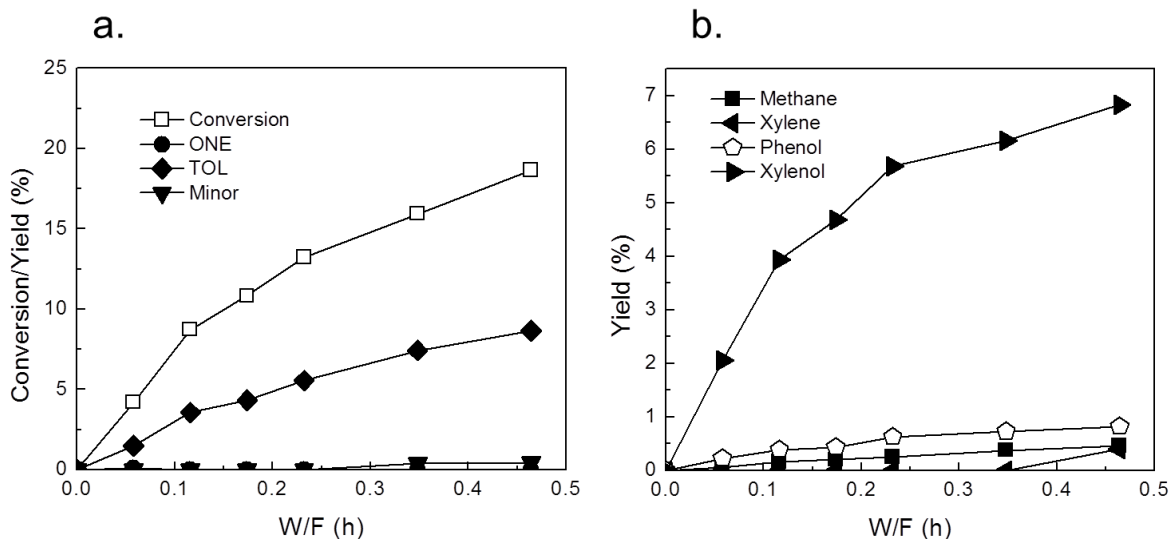 a.
25
20
15
10
5
0
Conversion/Yield (%)
Conversion
ONE
TOL
Minor
0.0 0.1 0.2 0.3 0.4 0.5
W/F (h)
b.
7
6
5
4
3
2
1
0
Yield (%)
Methane
Xylene
Phenol
Xylenol
0.0 0.1 0.2 0.3 0.4 0.5
W/F (h)